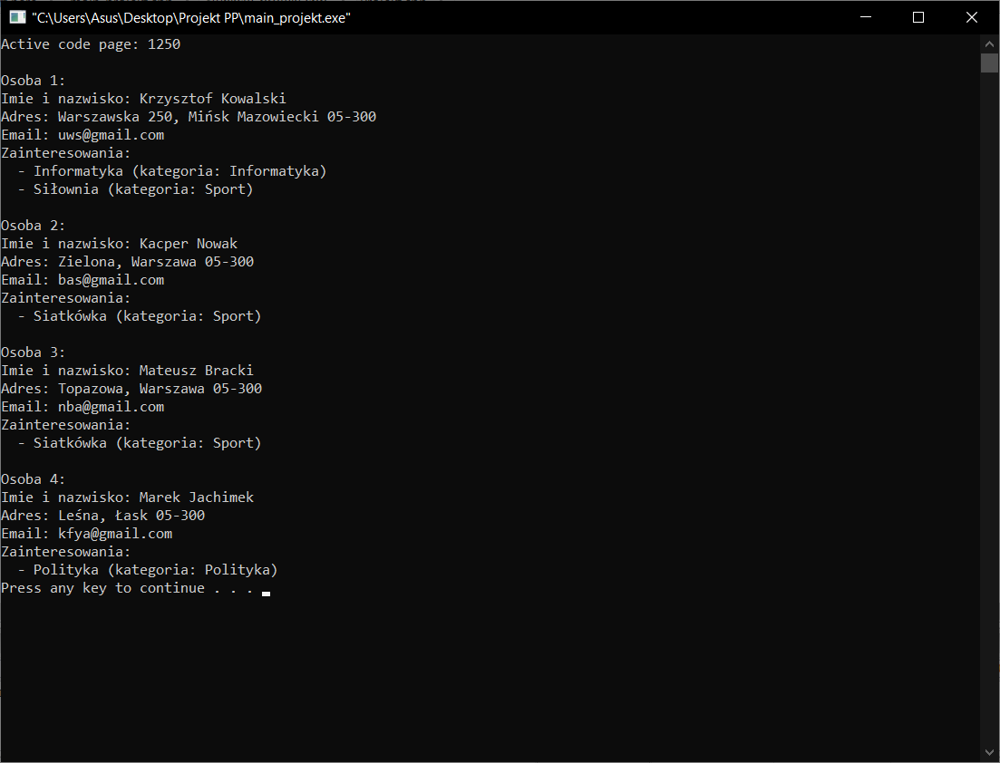 "C:\Users\Asus\Desktop\Projekt PP\main_projekt.exe"
Active code page: 1250
Osoba 1:
Imie i nazwisko: Krzysztof Kowalski
Adres: Warszawska 250, Mińsk Mazowiecki 05-300
Email: uws@gmail.com
Zainteresowania:
  - Informatyka (kategoria: Informatyka)
  - Siłownia (kategoria: Sport)
Osoba 2:
Imie i nazwisko: Kacper Nowak
Adres: Zielona, Warszawa 05-300
Email: bas@gmail.com
Zainteresowania:
  - Siatkówka (kategoria: Sport)
Osoba 3:
Imie i nazwisko: Mateusz Bracki
Adres: Topazowa, Warszawa 05-300
Email: nba@gmail.com
Zainteresowania:
  - Siatkówka (kategoria: Sport)
Osoba 4:
Imie i nazwisko: Marek Jachimek
Adres: Leśna, Łask 05-300
Email: kfya@gmail.com
Zainteresowania:
  - Polityka (kategoria: Polityka)
Press any key to continue . . .